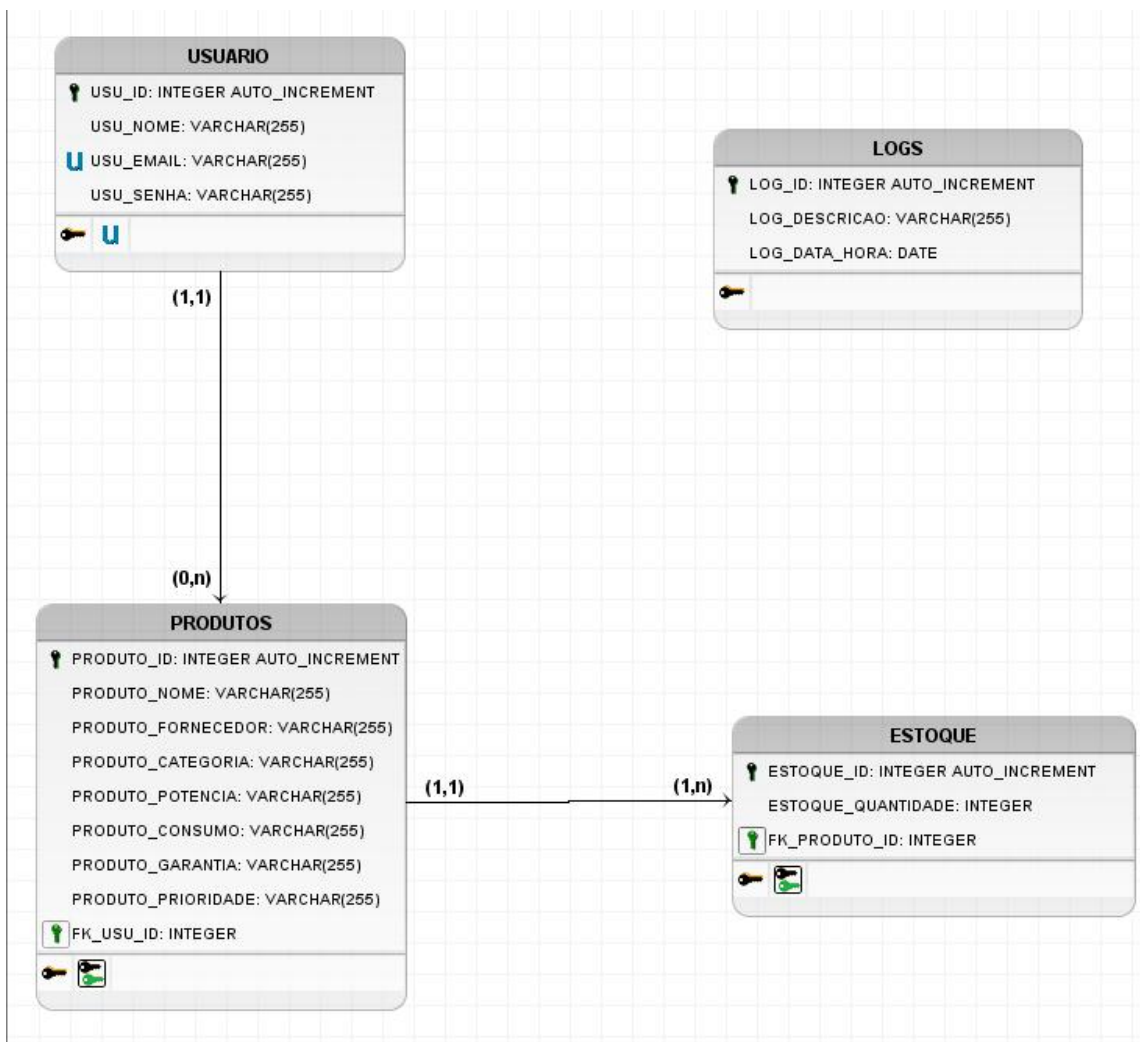 USUARIO
USU_ID: INTEGER AUTO_INCREMENT
USU_NOME: VARCHAR(255)
U USU_EMAIL: VARCHAR(255)
USU_SENHA: VARCHAR(255)
U
(1,1)
(0,n)
LOGS
LOG_ID: INTEGER AUTO_INCREMENT
LOG_DESCRICAO: VARCHAR(255)
LOG_DATA_HORA: DATE
PRODUTOS
PRODUTO_ID: INTEGER AUTO_INCREMENT
PRODUTO_NOME: VARCHAR(255)
PRODUTO_FORNECEDOR: VARCHAR(255)
PRODUTO_CATEGORIA: VARCHAR(255)
PRODUTO_POTENCIA: VARCHAR(255)
PRODUTO_CONSUMO: VARCHAR(255)
PRODUTO_GARANTIA: VARCHAR(255)
PRODUTO_PRIORIDADE: VARCHAR(255)
FK_USU_ID: INTEGER
(1,1)
(1,n)
ESTOQUE
ESTOQUE_ID: INTEGER AUTO_INCREMENT
ESTOQUE_QUANTIDADE: INTEGER
FK_PRODUTO_ID: INTEGER